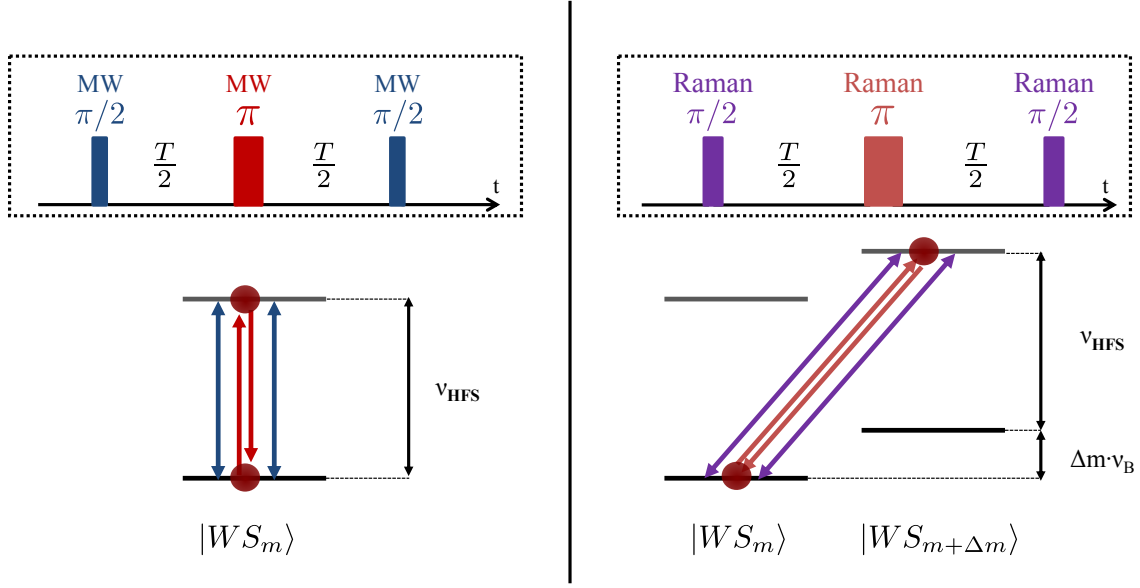 MW MW MW
π/2 π π/2
T/2 T/2
t
ν_HFS
|WS_m⟩
Raman Raman Raman
π/2 π π/2
T/2 T/2
t
ν_HFS
Δm·ν_B
|WS_m⟩ |WS_{m+Δm}⟩